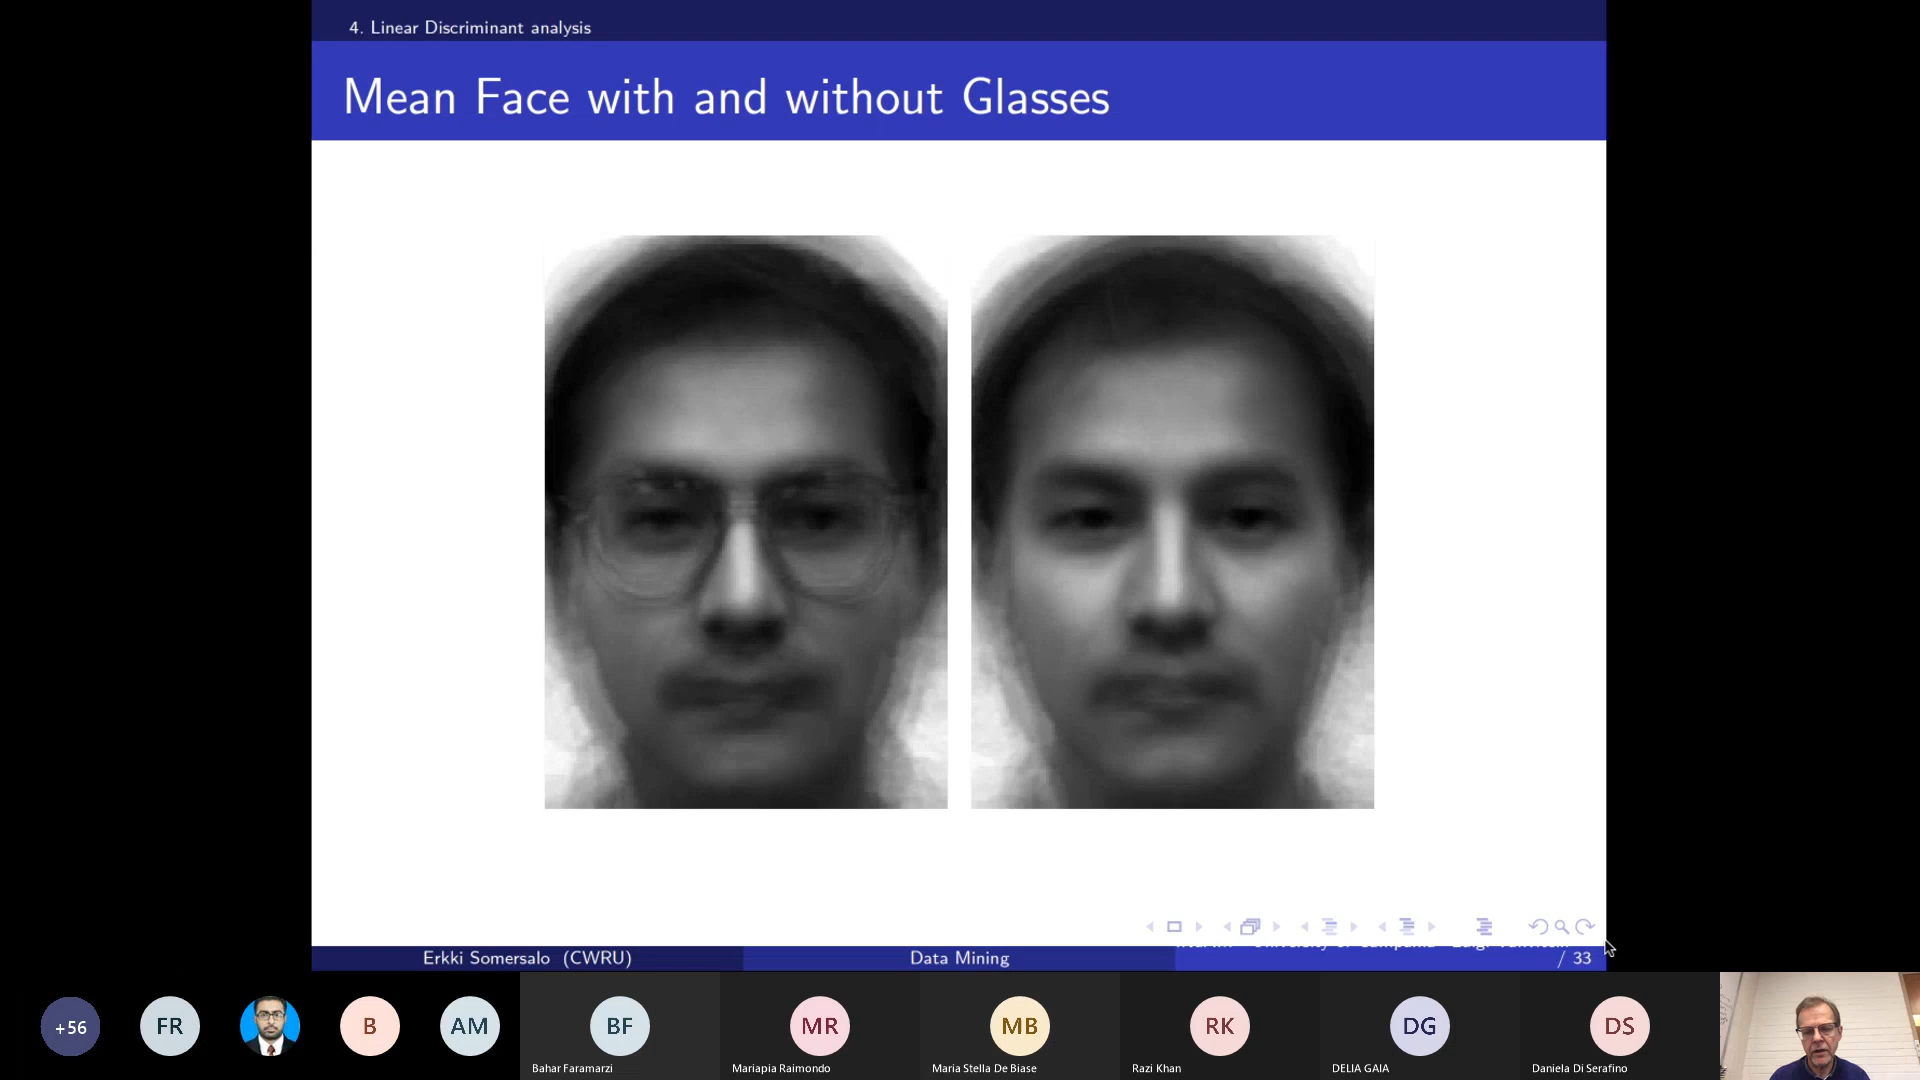 4. Linear Discriminant analysis
Mean Face with and without Glasses
Erkki Somersalo (CWRU)
Data Mining
/ 33
+56
FR
B
AM
BF
MR
MB
RK
DG
DS
Bahar Faramarzi
Mariapia Raimondo
Maria Stella De Biase
Razi Khan
DELIA GAIA
Daniela Di Serafino